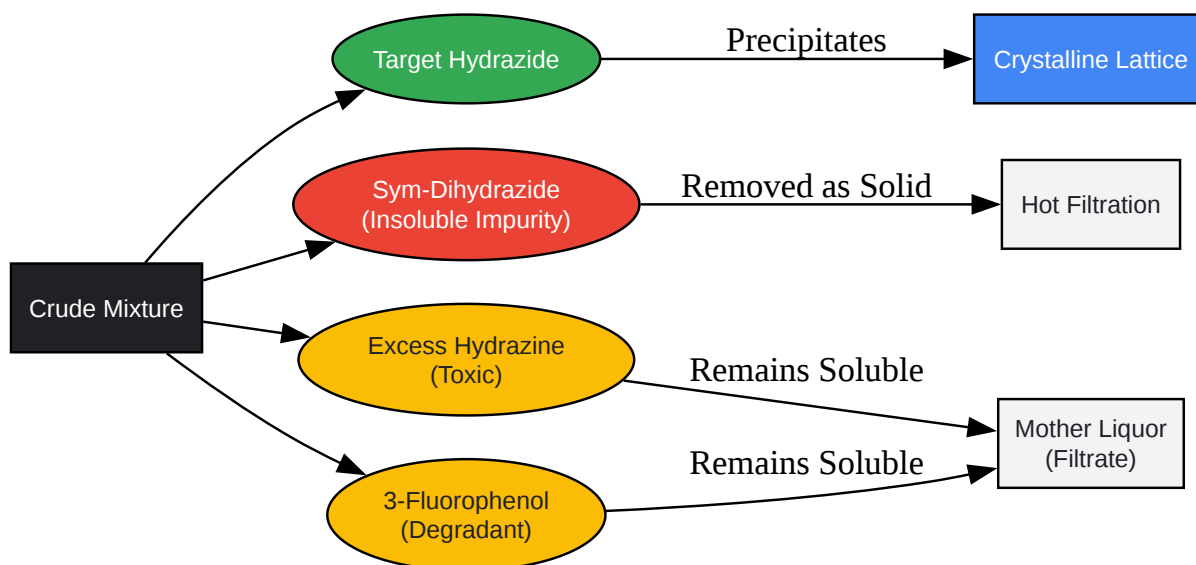 Target Hydrazide
Precipitates
Crystalline Lattice
Sym-Dihydrazide
(Insoluble Impurity)
Removed as Solid
Hot Filtration
Crude Mixture
Excess Hydrazine
(Toxic)
Remains Soluble
Mother Liquor
(Filtrate)
Remains Soluble
3-Fluorophenol
(Degradant)